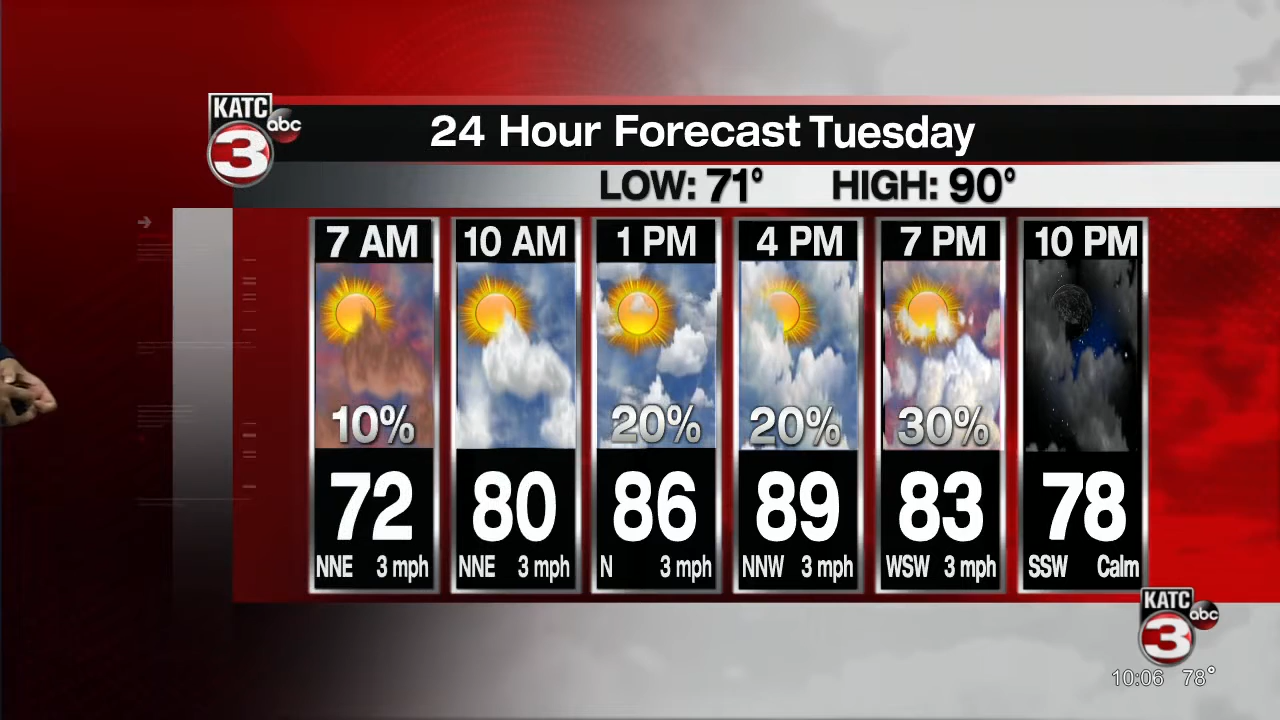 KATC
abc
3
24 Hour Forecast Tuesday
LOW: 71° HIGH: 90°
7 AM 10 AM 1 PM 4 PM 7 PM 10 PM
10% 20% 20% 30%
72 80 86 89 83 78
NNE 3 mph NNE 3 mph N 3 mph NNW 3 mph WSW 3 mph SSW Calm
KATC
abc
3
10:06 78°